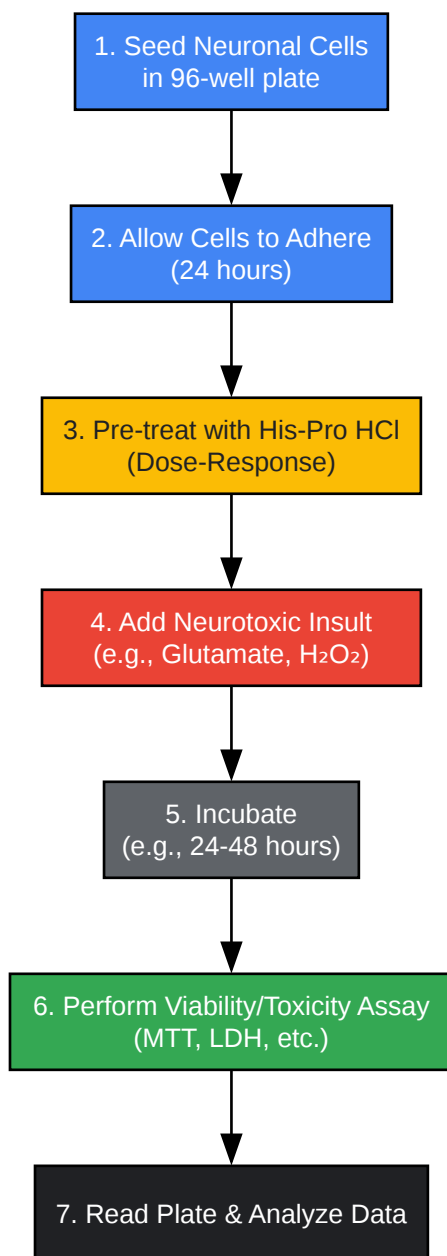 1. Seed Neuronal Cells
in 96-well plate
2. Allow Cells to Adhere
(24 hours)
3. Pre-treat with His-Pro HCl
(Dose-Response)
4. Add Neurotoxic Insult
(e.g., Glutamate, H₂O₂)
5. Incubate
(e.g., 24-48 hours)
6. Perform Viability/Toxicity Assay
(MTT, LDH, etc.)
7. Read Plate & Analyze Data